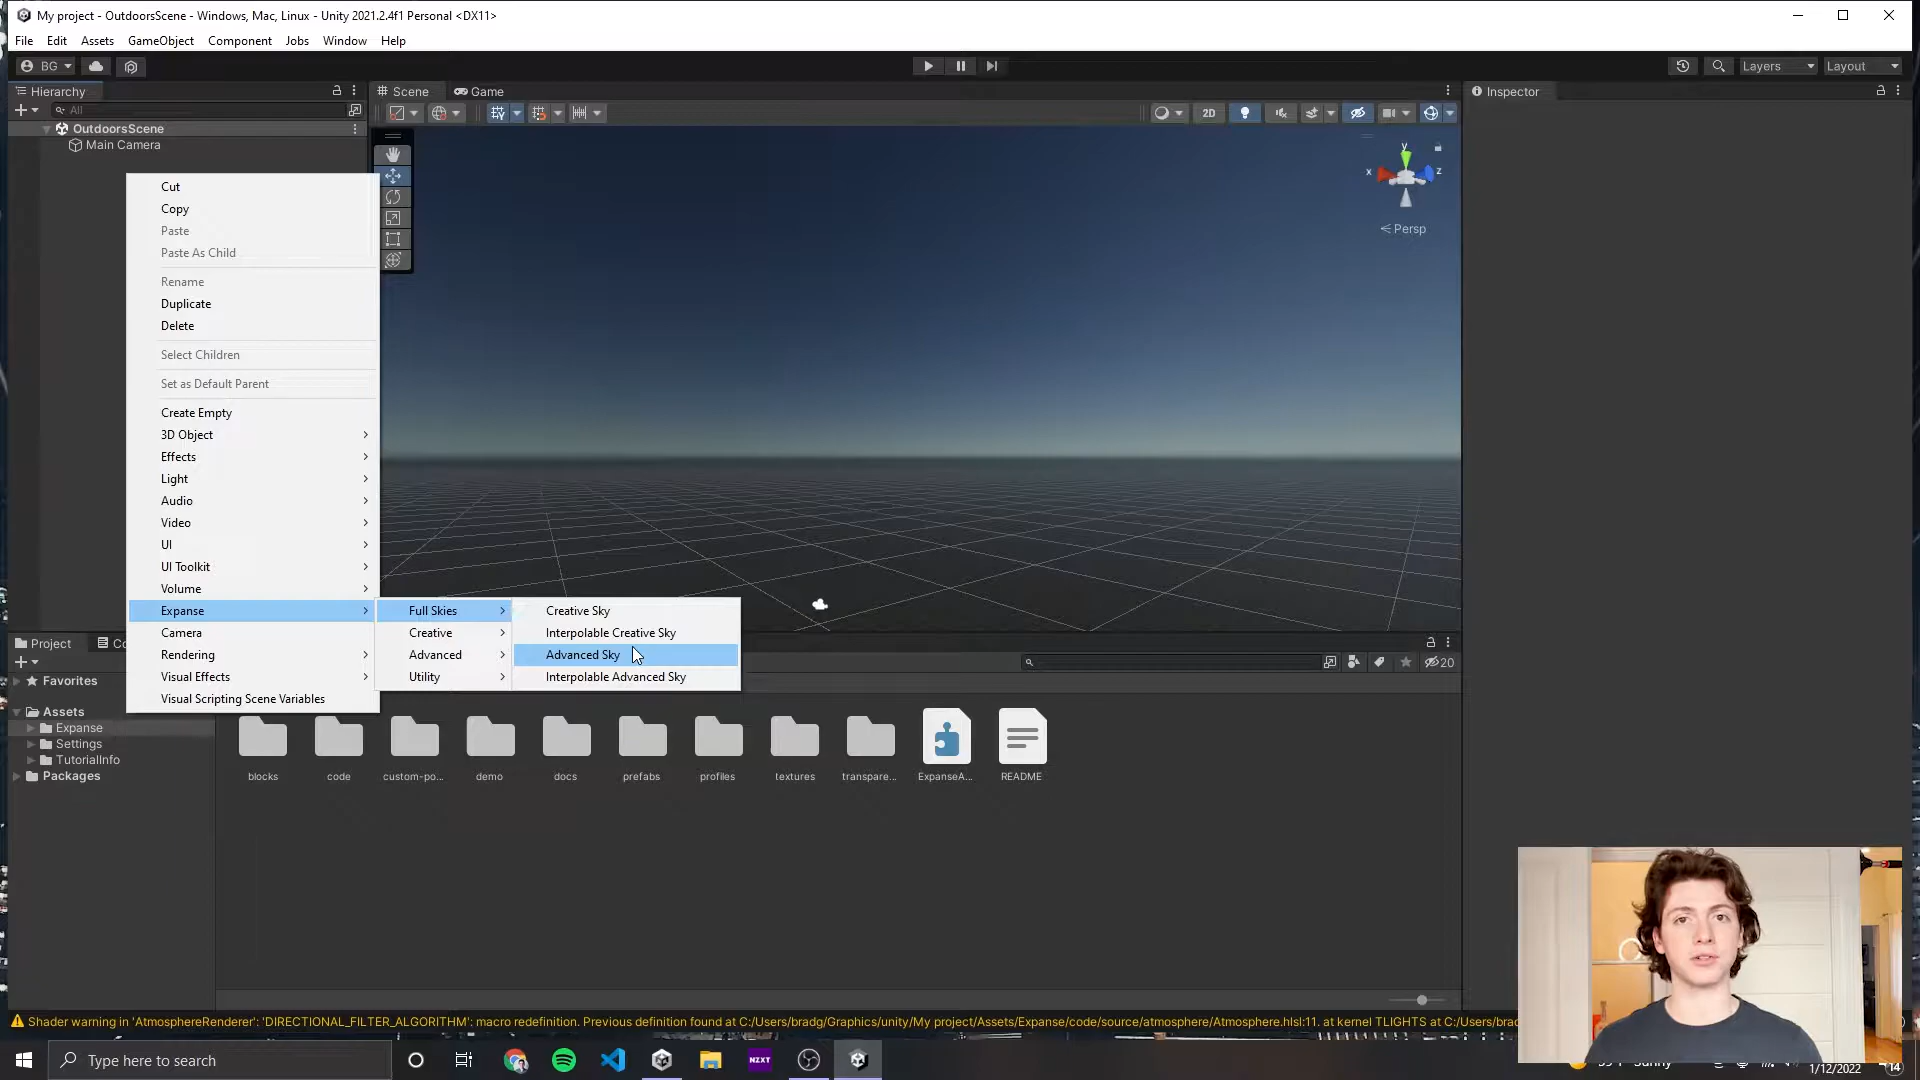 My project - OutdoorsScene - Windows, Mac, Linux - Unity 2021.2.4f1 Personal <DX11>
File Edit Assets GameObject Component Jobs Window Help
BG Layers Layout
Hierarchy Scene Game Inspector
All 2D
OutdoorsScene
Main Camera
y
x z
Persp
Cut
Copy
Paste
Paste As Child
Rename
Duplicate
Delete
Select Children
Set as Default Parent
Create Empty
3D Object
Effects
Light
Audio
Video
UI
UI Toolkit
Volume
Expanse
Camera
Rendering
Visual Effects
Visual Scripting Scene Variables
Full Skies
Creative
Advanced
Utility
Creative Sky
Interpolable Creative Sky
Advanced Sky
Interpolable Advanced Sky
Project Co
20
Favorites
Assets
Expanse
Settings
TutorialInfo
Packages
blocks code custom-po... demo docs prefabs profiles textures transpare... ExpanseA... README
Shader warning in 'AtmosphereRenderer': 'DIRECTIONAL_FILTER_ALGORITHM': macro redefinition. Previous definition found at C:/Users/bradg/Graphics/unity/My project/Assets/Expanse/code/source/atmosphere/Atmosphere.hlsl:11. at kernel TLIGHTS at C:/Users/brad
Type here to search
NZXT
Sunny
1/12/2022
14